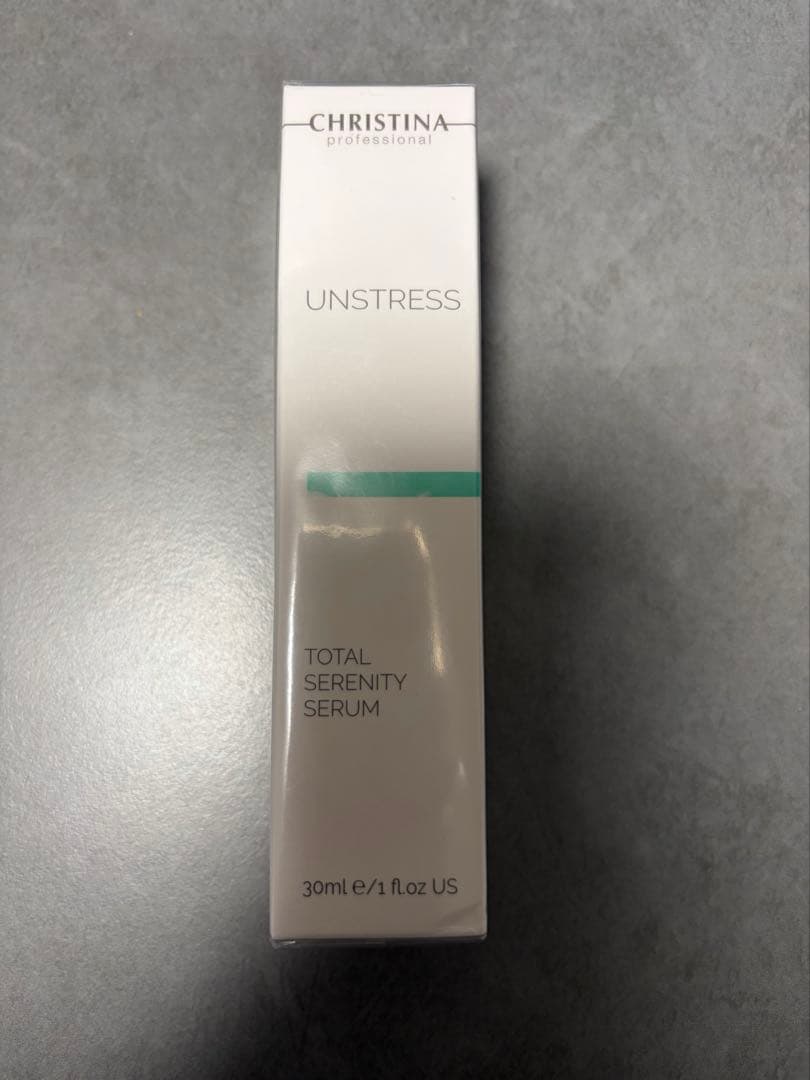 CHRISTINA
professional
UNSTRESS
TOTAL
SERENITY
SERUM
30ml ℮/1 fl.oz US